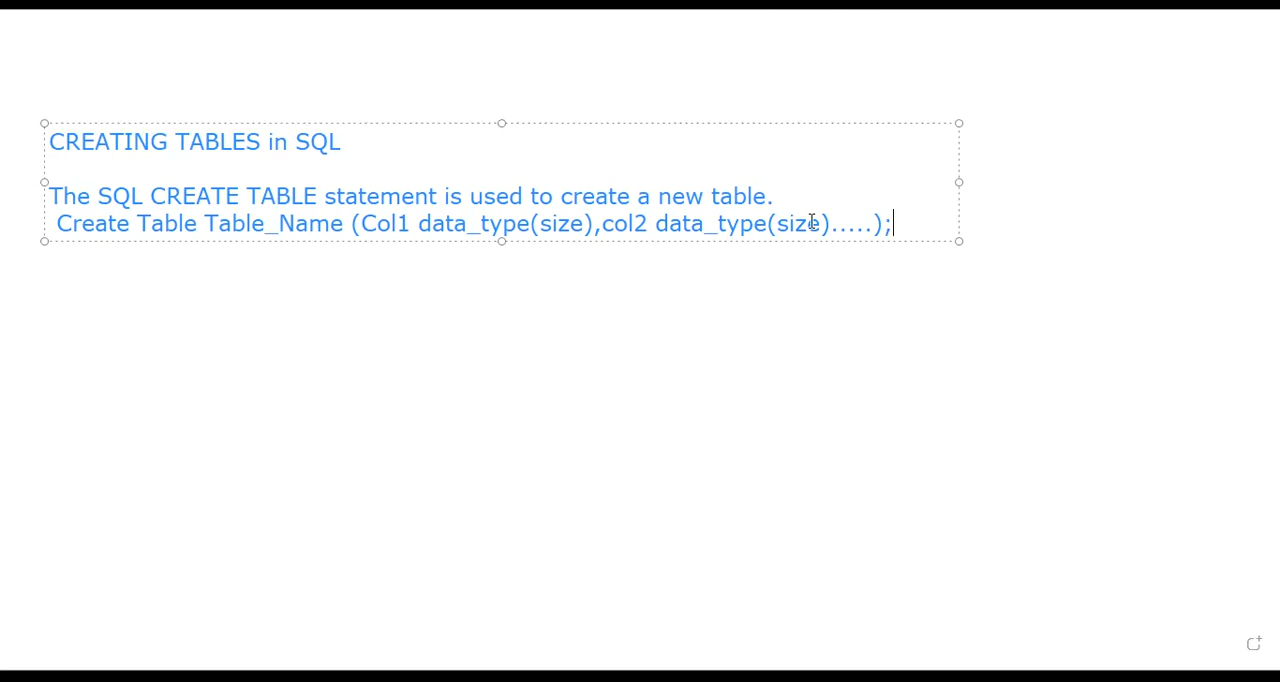 CREATING TABLES in SQL
The SQL CREATE TABLE statement is used to create a new table.
Create Table Table_Name (Col1 data_type(size),col2 data_type(size).....);